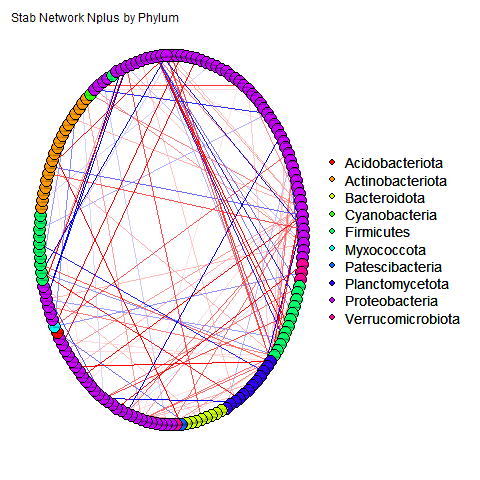 Stab Network Nplus by Phylum
Acidobacteriota
Actinobacteriota
Bacteroidota
Cyanobacteria
Firmicutes
Myxococcota
Patescibacteria
Planctomycetota
Proteobacteria
Verrucomicrobiota